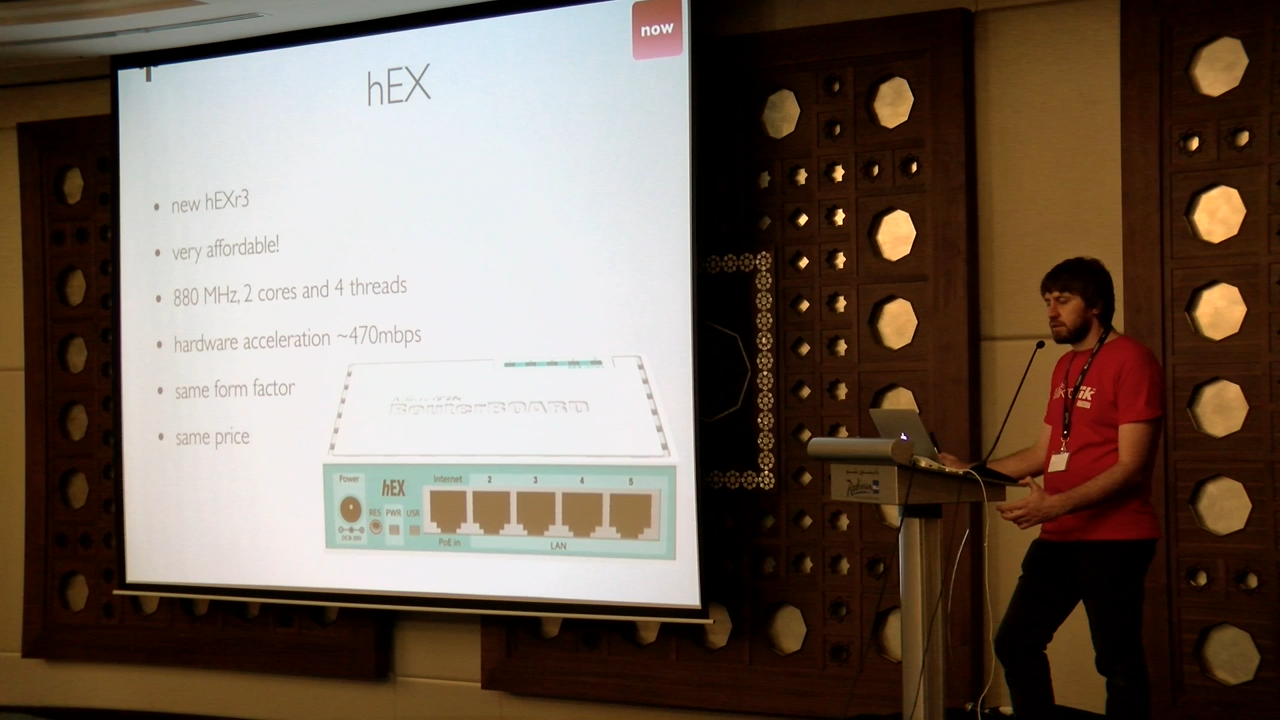 now
hEX
new hEXr3
very affordable!
880 MHz, 2 cores and 4 threads
hardware acceleration ~470mbps
same form factor
same price
RouterBOARD
Power
hEX
Internet
2
3
4
5
RES
PWR
USR
PoE in
LAN
Radisson